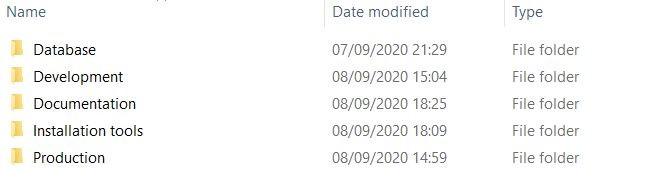 Name Date modified Type
Database 07/09/2020 21:29 File folder
Development 08/09/2020 15:04 File folder
Documentation 08/09/2020 18:25 File folder
Installation tools 08/09/2020 18:09 File folder
Production 08/09/2020 14:59 File folder